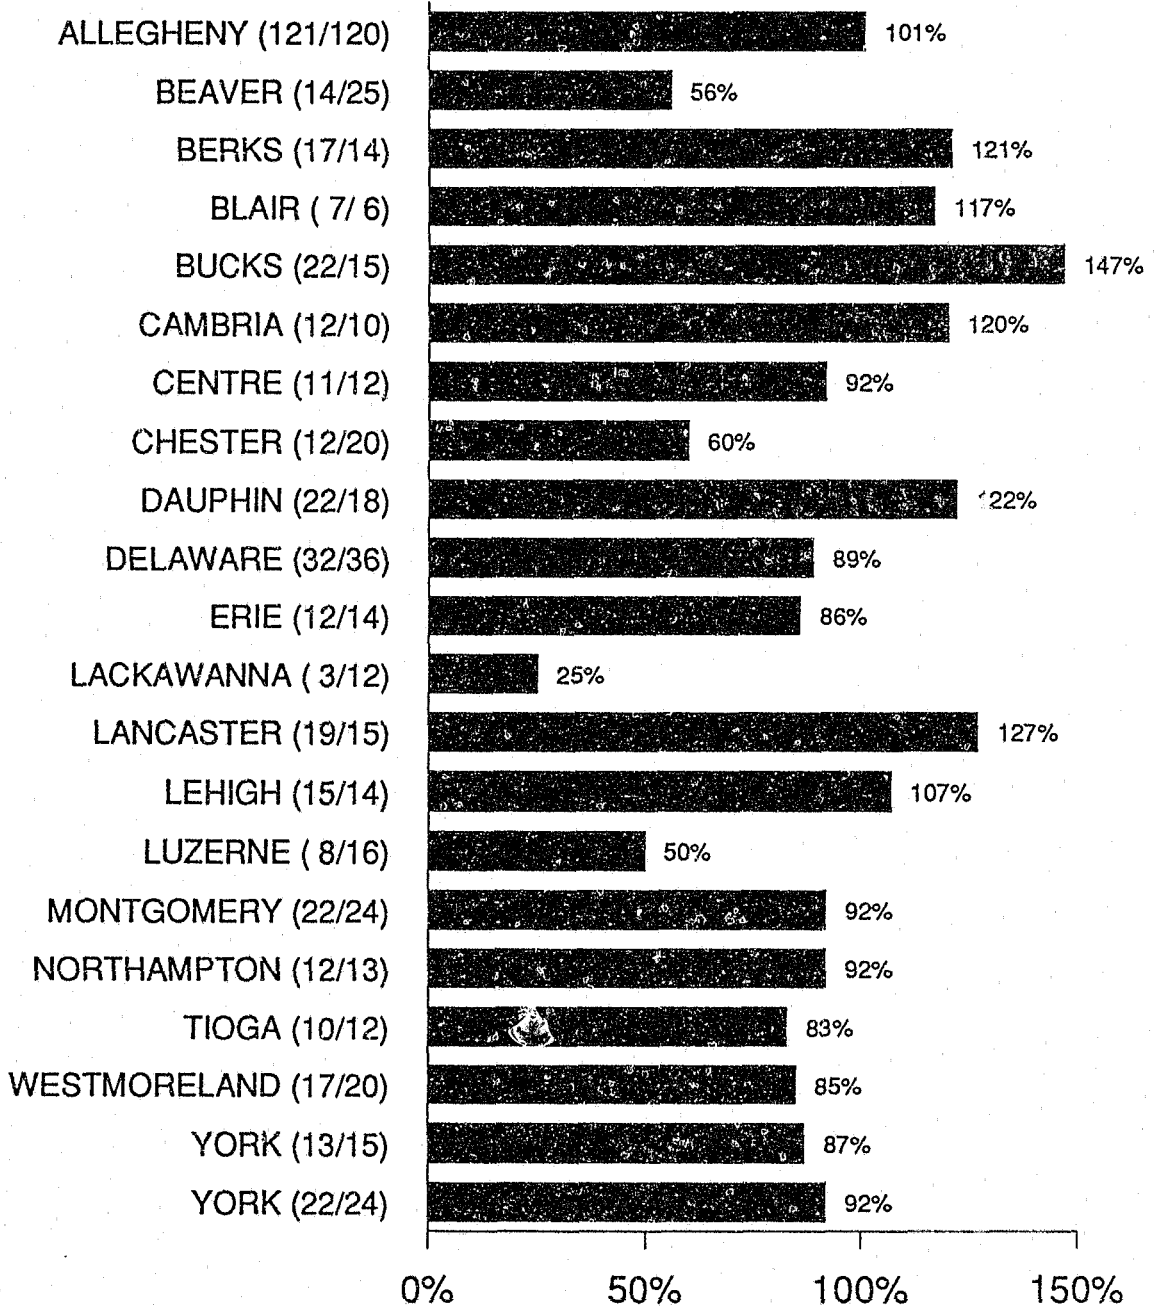 ALLEGHENY (121/120) 101%
BEAVER (14/25) 56%
BERKS (17/14) 121%
BLAIR ( 7/ 6) 117%
BUCKS (22/15) 147%
CAMBRIA (12/10) 120%
CENTRE (11/12) 92%
CHESTER (12/20) 60%
DAUPHIN (22/18) 122%
DELAWARE (32/36) 89%
ERIE (12/14) 86%
LACKAWANNA ( 3/12) 25%
LANCASTER (19/15) 127%
LEHIGH (15/14) 107%
LUZERNE ( 8/16) 50%
MONTGOMERY (22/24) 92%
NORTHAMPTON (12/13) 92%
TIOGA (10/12) 83%
WESTMORELAND (17/20) 85%
YORK (13/15) 87%
YORK (22/24) 92%
0% 50% 100% 150%